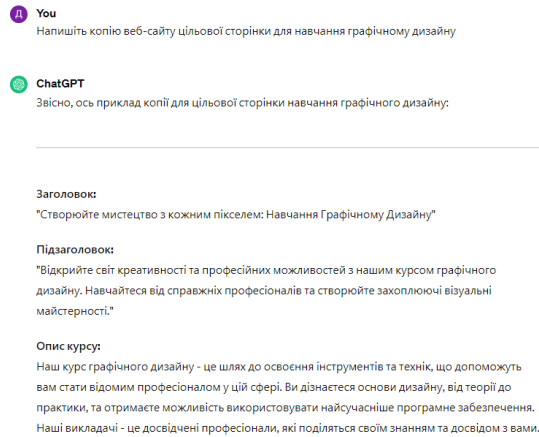 Д
You
Напишіть копію веб-сайту цільової сторінки для навчання графічному дизайну
ChatGPT
Звісно, ось приклад копії для цільової сторінки навчання графічного дизайну:
Заголовок:
"Створюйте мистецтво з кожним пікселем: Навчання Графічному Дизайну"
Підзаголовок:
"Відкрийте світ креативності та професійних можливостей з нашим курсом графічного
дизайну. Навчайтеся від справжніх професіоналів та створюйте захоплюючі візуальні
майстерності."
Опис курсу:
Наш курс графічного дизайну - це шлях до освоєння інструментів та технік, що допоможуть
вам стати відомим професіоналом у цій сфері. Ви дізнаєтеся основи дизайну, від теорії до
практики, та отримаєте можливість використовувати найсучасніше програмне забезпечення.
Наші викладачі - це досвідчені професіонали, які поділяться своїм знанням та досвідом з вами.